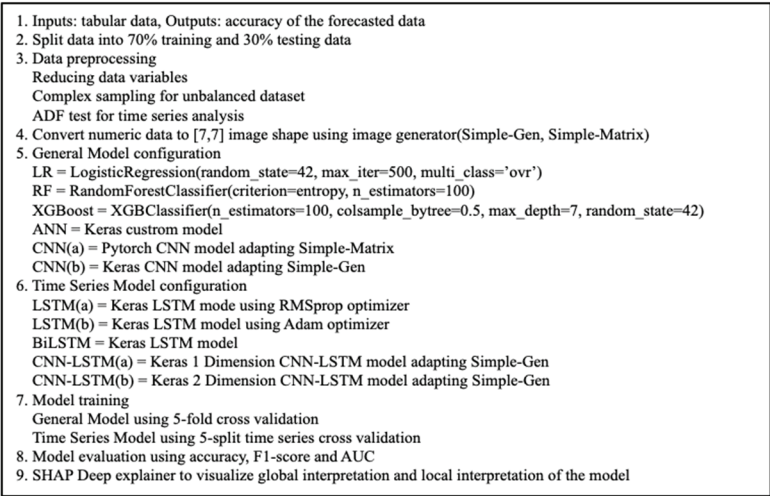 1. Inputs: tabular data, Outputs: accuracy of the forecasted data
2. Split data into 70% training and 30% testing data
3. Data preprocessing
Reducing data variables
Complex sampling for unbalanced dataset
ADF test for time series analysis
4. Convert numeric data to [7,7] image shape using image generator(Simple-Gen, Simple-Matrix)
5. General Model configuration
LR = LogisticRegression(random_state=42, max_iter=500, multi_class='ovr')
RF = RandomForestClassifier(criterion=entropy, n_estimators=100)
XGBoost = XGBClassifier(n_estimators=100, colsample_bytree=0.5, max_depth=7, random_state=42)
ANN = Keras custrom model
CNN(a) = Pytorch CNN model adapting Simple-Matrix
CNN(b) = Keras CNN model adapting Simple-Gen
6. Time Series Model configuration
LSTM(a) = Keras LSTM mode using RMSprop optimizer
LSTM(b) = Keras LSTM model using Adam optimizer
BiLSTM = Keras LSTM model
CNN-LSTM(a) = Keras 1 Dimension CNN-LSTM model adapting Simple-Gen
CNN-LSTM(b) = Keras 2 Dimension CNN-LSTM model adapting Simple-Gen
7. Model training
General Model using 5-fold cross validation
Time Series Model using 5-split time series cross validation
8. Model evaluation using accuracy, F1-score and AUC
9. SHAP Deep explainer to visualize global interpretation and local interpretation of the model